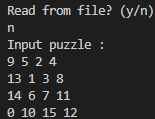 Read from file? (y/n)
n
Input puzzle :
9 5 2 4
13 1 3 8
14 6 7 11
0 10 15 12